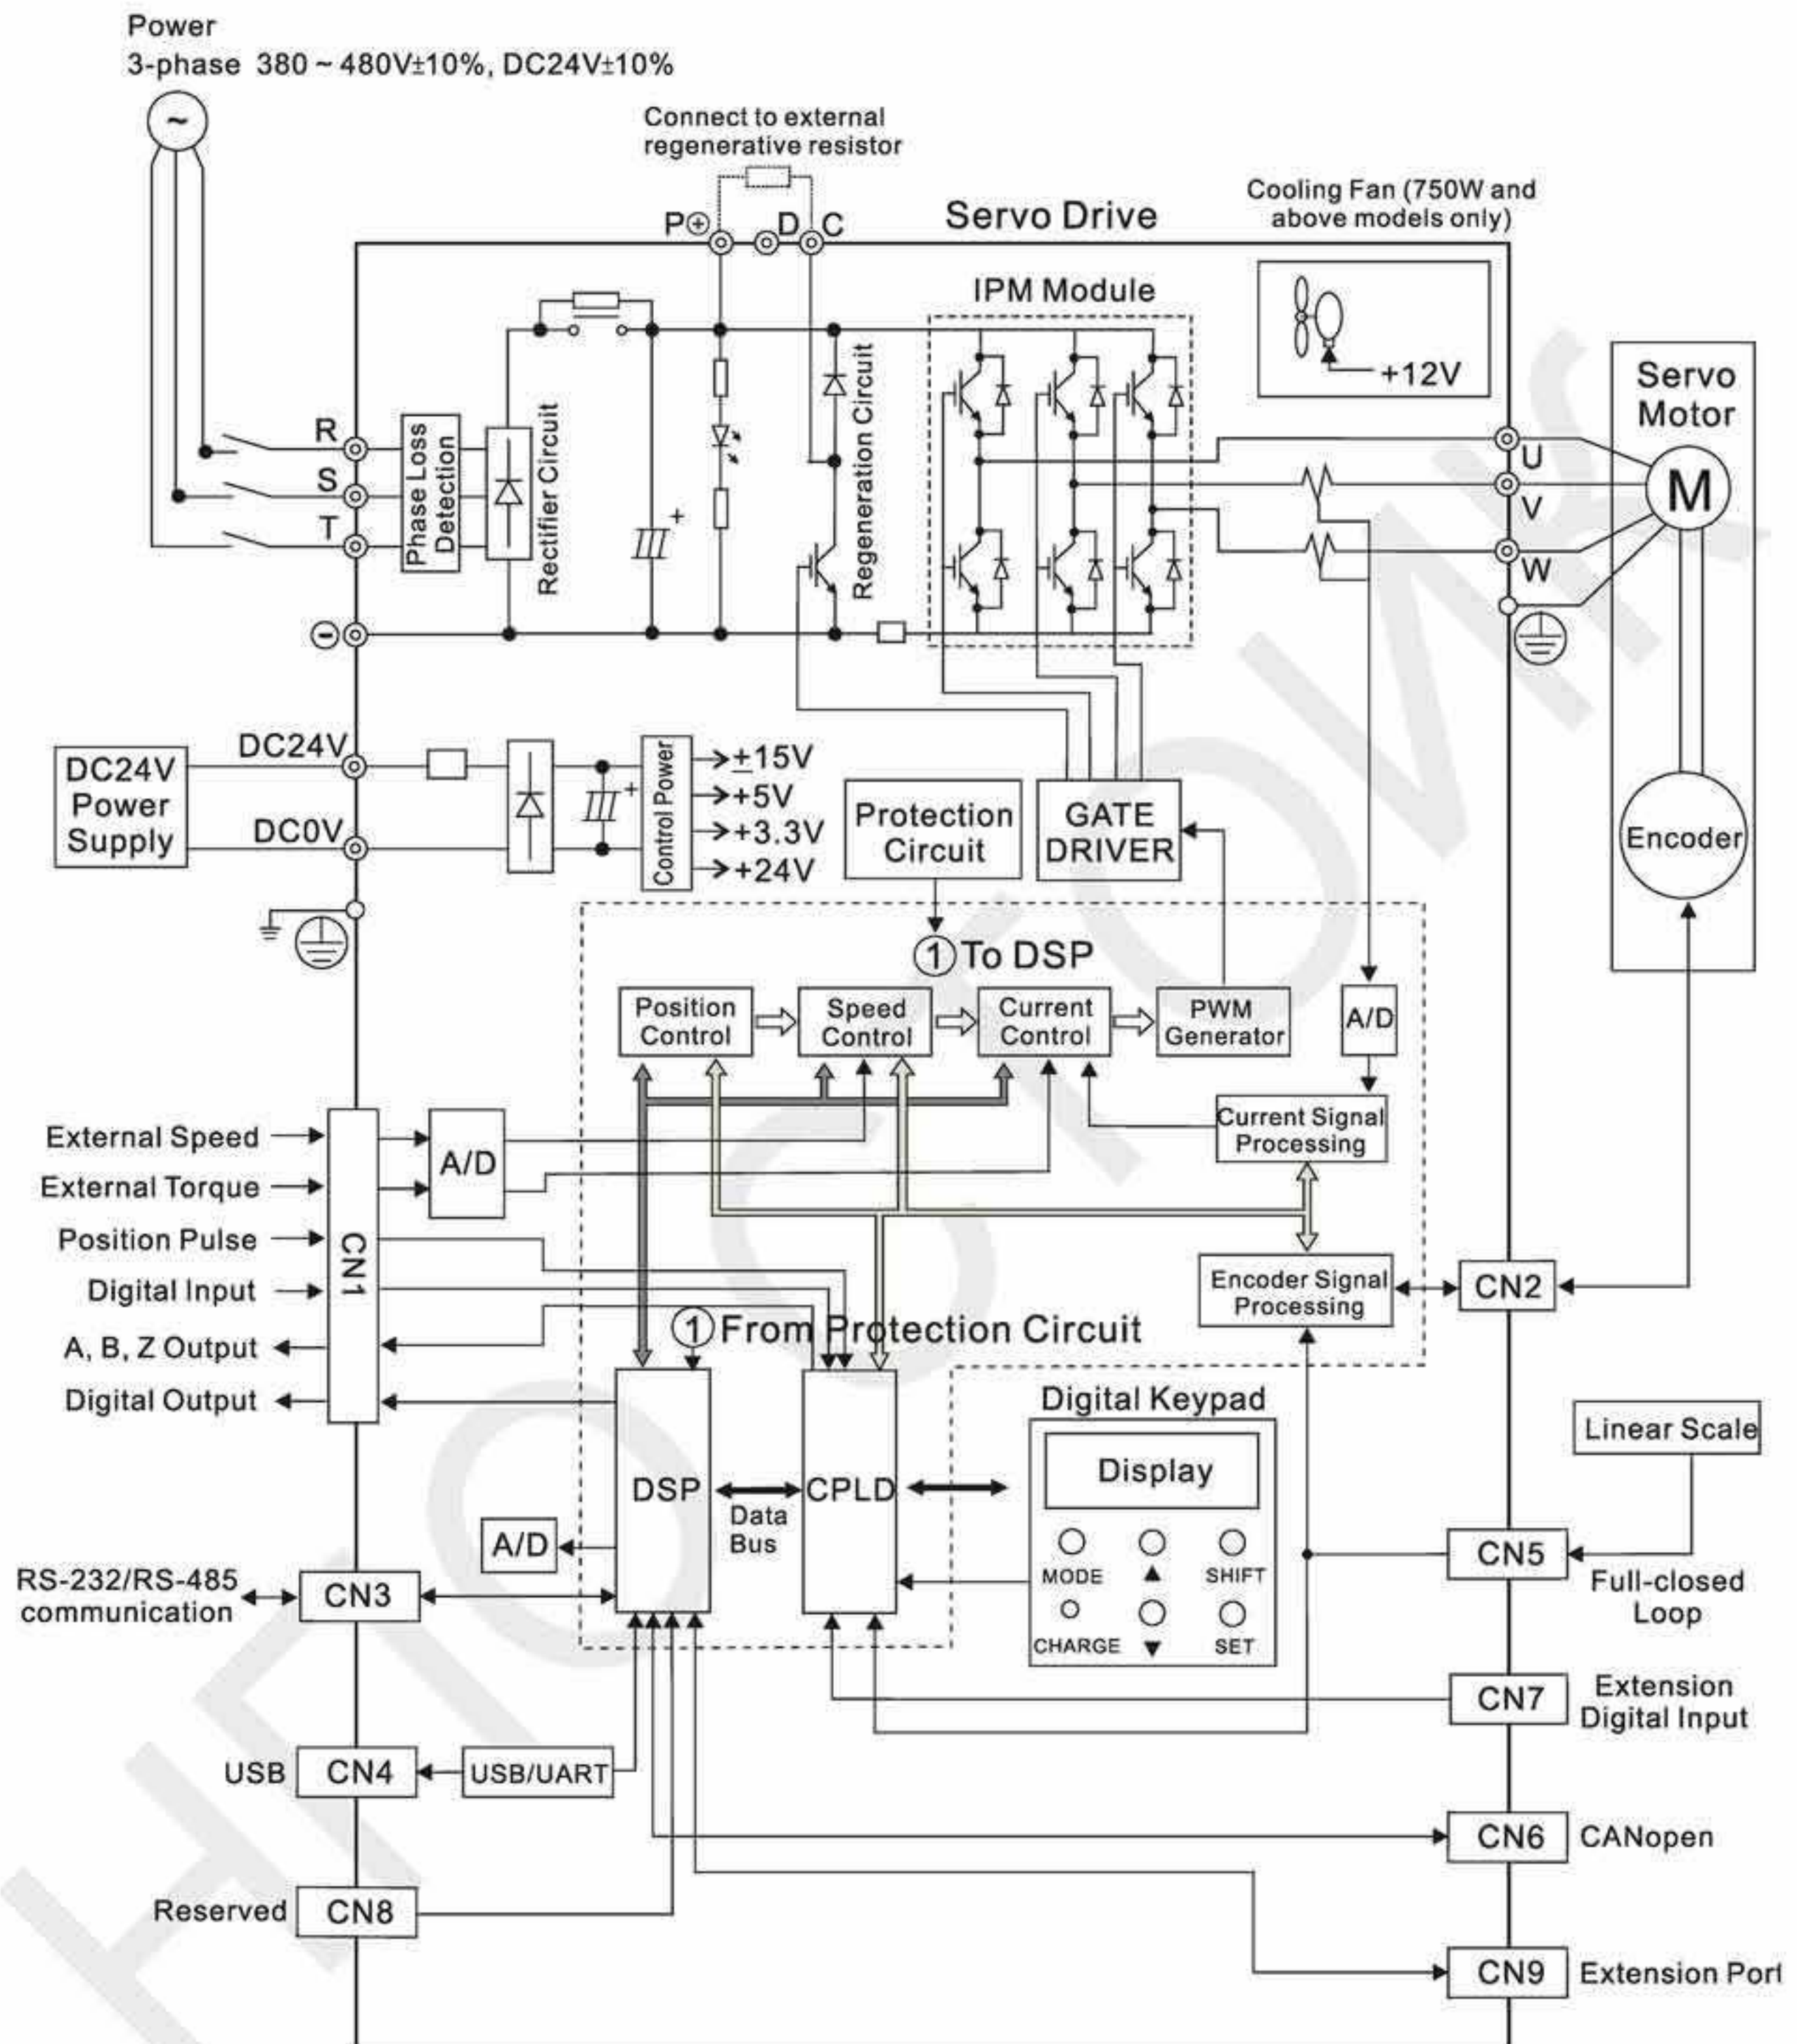 Power
3-phase 380 ~ 480V±10%, DC24V±10%
~
Connect to external
regenerative resistor
P⊕ D C
Servo Drive
Cooling Fan (750W and
above models only)
+12V
IPM Module
Servo
Motor
M
Encoder
R
S
T
Phase Loss
Detection
Rectifier Circuit
+
Regeneration Circuit
U
V
W
⊖
DC24V
Power
Supply
DC24V
DC0V
+
Control Power
±15V
+5V
+3.3V
+24V
Protection
Circuit
GATE
DRIVER
① To DSP
Position
Control
Speed
Control
Current
Control
PWM
Generator
A/D
Current Signal
Processing
External Speed
External Torque
Position Pulse
Digital Input
A, B, Z Output
Digital Output
CN1
A/D
Encoder Signal
Processing
CN2
① From Protection Circuit
DSP
Data
Bus
CPLD
Digital Keypad
Display
MODE
▲
SHIFT
CHARGE
▼
SET
A/D
Linear Scale
CN5
Full-closed
Loop
RS-232/RS-485
communication
CN3
CN7
Extension
Digital Input
USB
CN4
USB/UART
CN6
CANopen
Reserved
CN8
CN9
Extension Port
НПО СТОИК